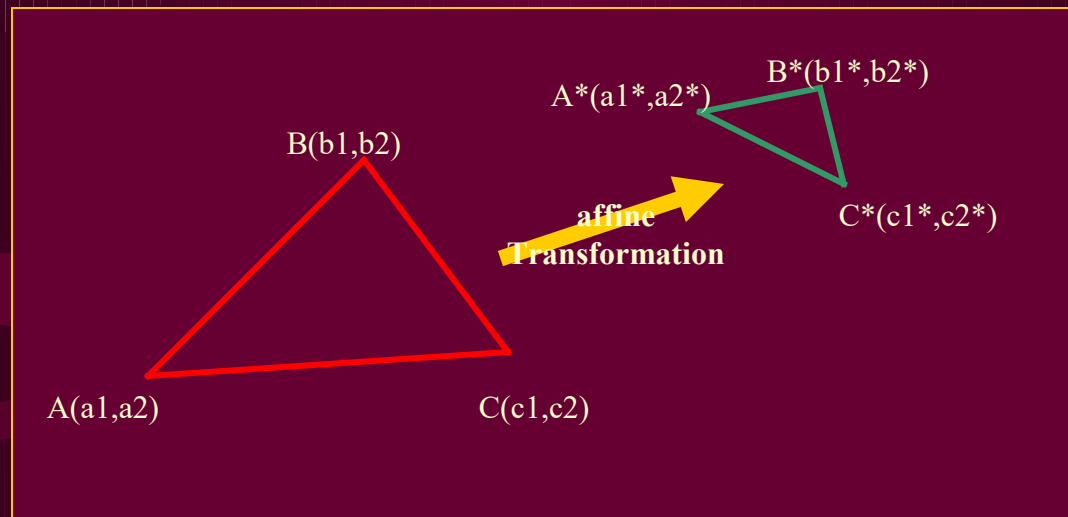 B*(b1*,b2*)
A*(a1*,a2*)
B(b1,b2)
affine
Transformation
C*(c1*,c2*)
A(a1,a2)
C(c1,c2)